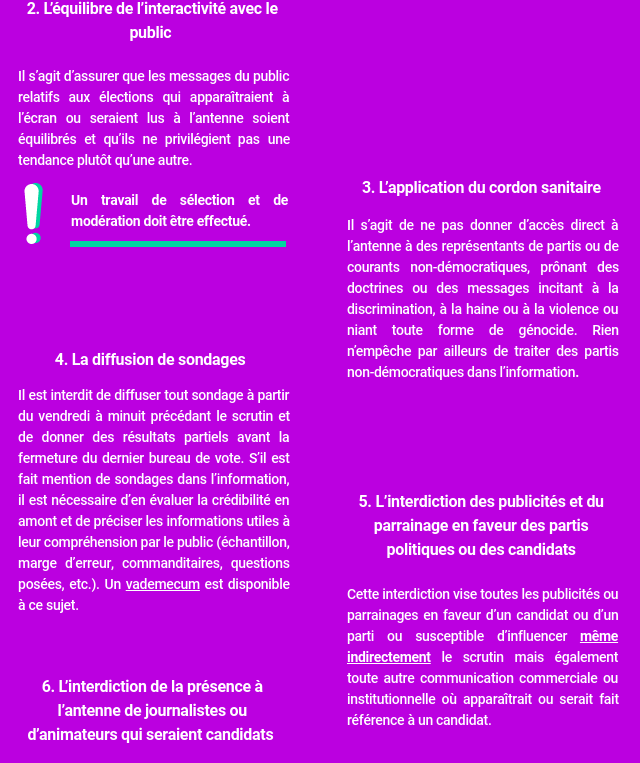 2. L’équilibre de l’interactivité avec le
public
Il s’agit d’assurer que les messages du public
relatifs aux élections qui apparaîtraient à
l’écran ou seraient lus à l’antenne soient
équilibrés et qu’ils ne privilégient pas une
tendance plutôt qu’une autre.
Un travail de sélection et de
modération doit être effectué.
3. L’application du cordon sanitaire
Il s’agit de ne pas donner d’accès direct à
l’antenne à des représentants de partis ou de
courants non-démocratiques, prônant des
doctrines ou des messages incitant à la
discrimination, à la haine ou à la violence ou
niant toute forme de génocide. Rien
n’empêche par ailleurs de traiter des partis
non-démocratiques dans l’information.
4. La diffusion de sondages
Il est interdit de diffuser tout sondage à partir
du vendredi à minuit précédant le scrutin et
de donner des résultats partiels avant la
fermeture du dernier bureau de vote. S’il est
fait mention de sondages dans l’information,
il est nécessaire d’en évaluer la crédibilité en
amont et de préciser les informations utiles à
leur compréhension par le public (échantillon,
marge d’erreur, commanditaires, questions
posées, etc.). Un vademecum est disponible
à ce sujet.
5. L’interdiction des publicités et du
parrainage en faveur des partis
politiques ou des candidats
Cette interdiction vise toutes les publicités ou
parrainages en faveur d’un candidat ou d’un
parti ou susceptible d’influencer même
indirectement le scrutin mais également
toute autre communication commerciale ou
institutionnelle où apparaîtrait ou serait fait
référence à un candidat.
6. L’interdiction de la présence à
l’antenne de journalistes ou
d’animateurs qui seraient candidats